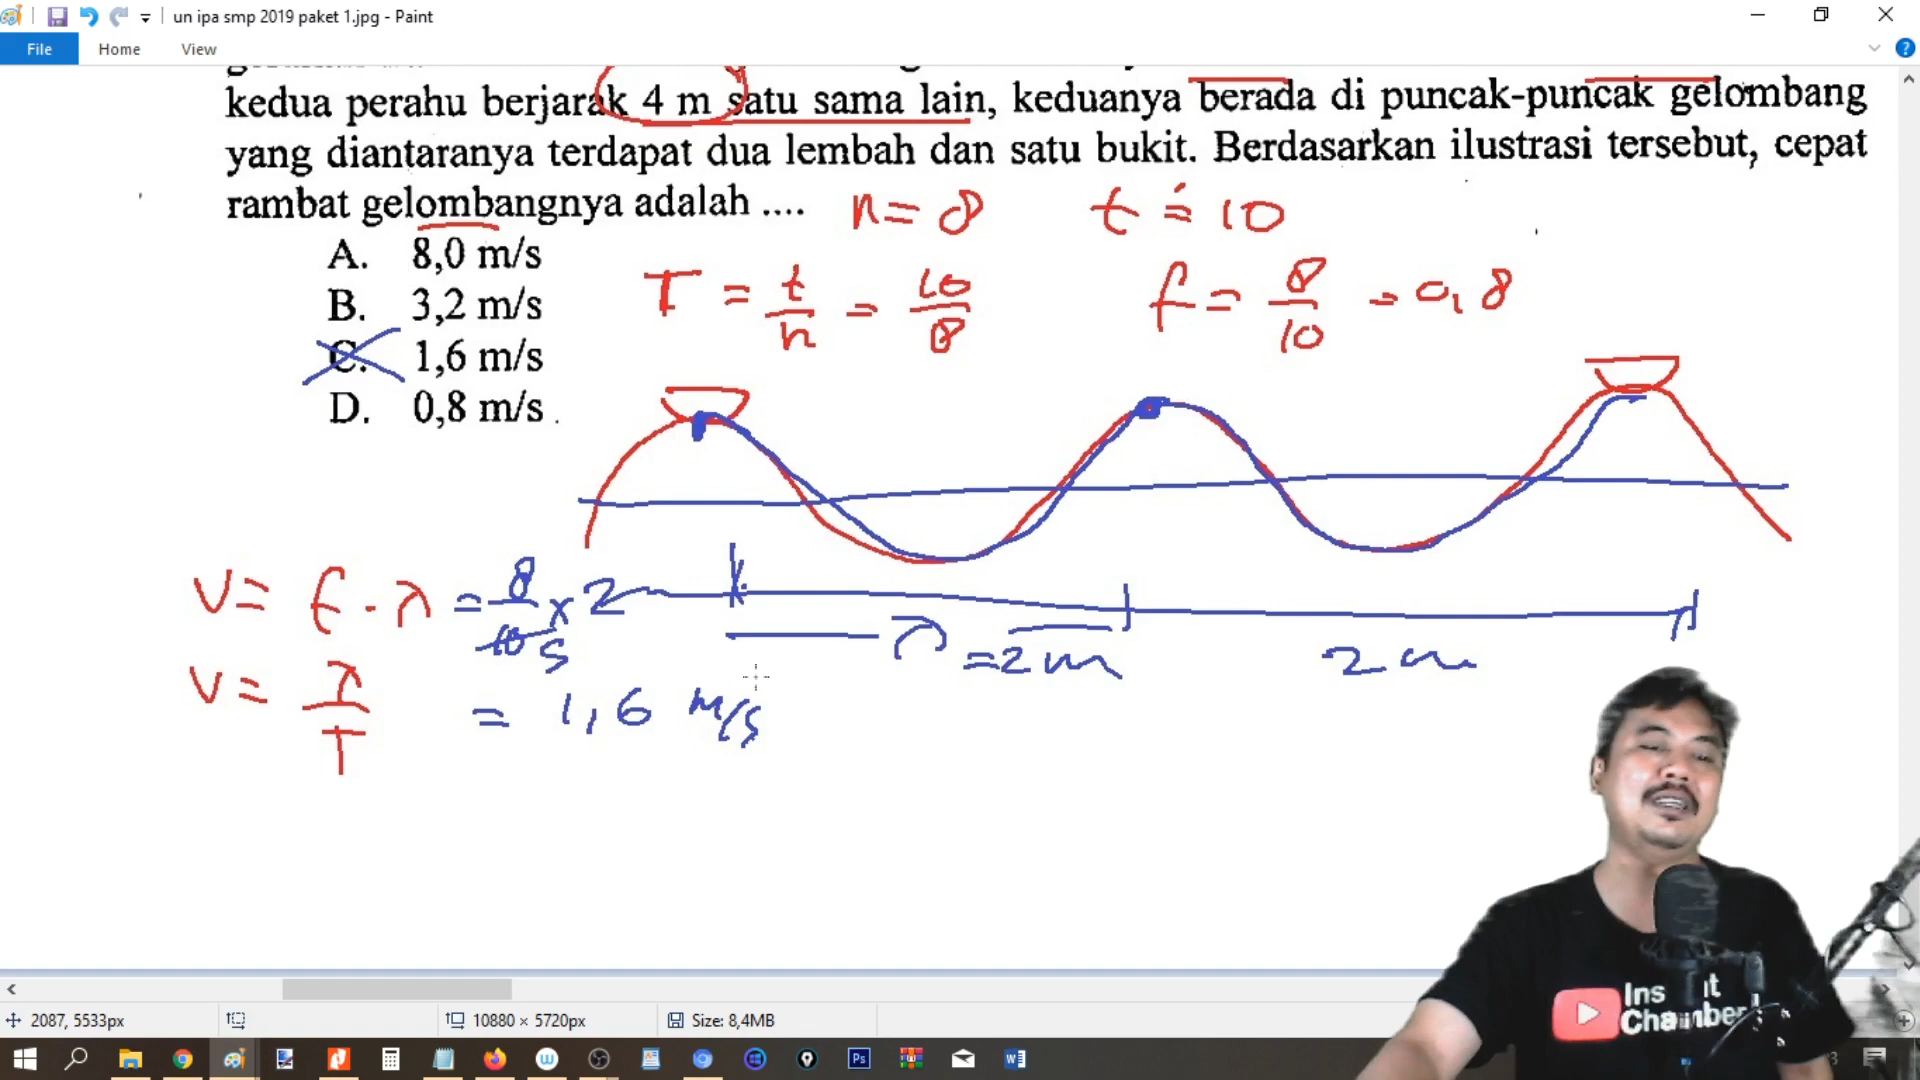 un ipa smp 2019 paket 1.jpg - Paint
File Home View
kedua perahu berjarak 4 m satu sama lain, keduanya berada di puncak-puncak gelombang
yang diantaranya terdapat dua lembah dan satu bukit. Berdasarkan ilustrasi tersebut, cepat
rambat gelombangnya adalah ....
n = 8 t = 10
A. 8,0 m/s
B. 3,2 m/s
C. 1,6 m/s
D. 0,8 m/s
T = t/n = 10/8 f = 8/10 = 0,8
v = f . λ = 8/10 5 x 2
λ = 2 m 2 m
v = λ/T = 1,6 m/s
2087, 5533px 10880 × 5720px Size: 8,4MB